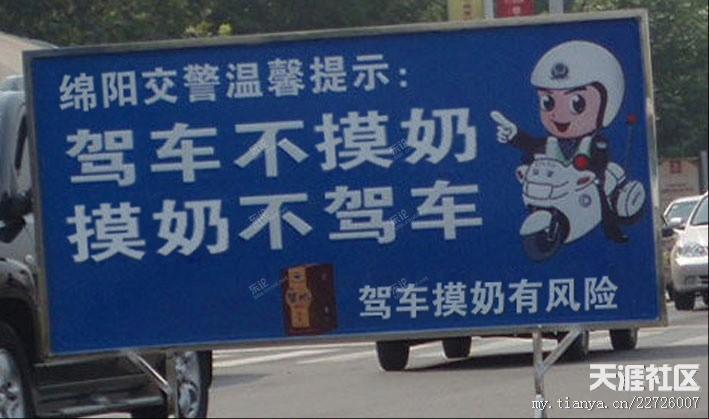 绵阳交警温馨提示:
驾车不摸奶
摸奶不驾车
驾车摸奶有风险
天涯社区
my.tianya.cn/22726007